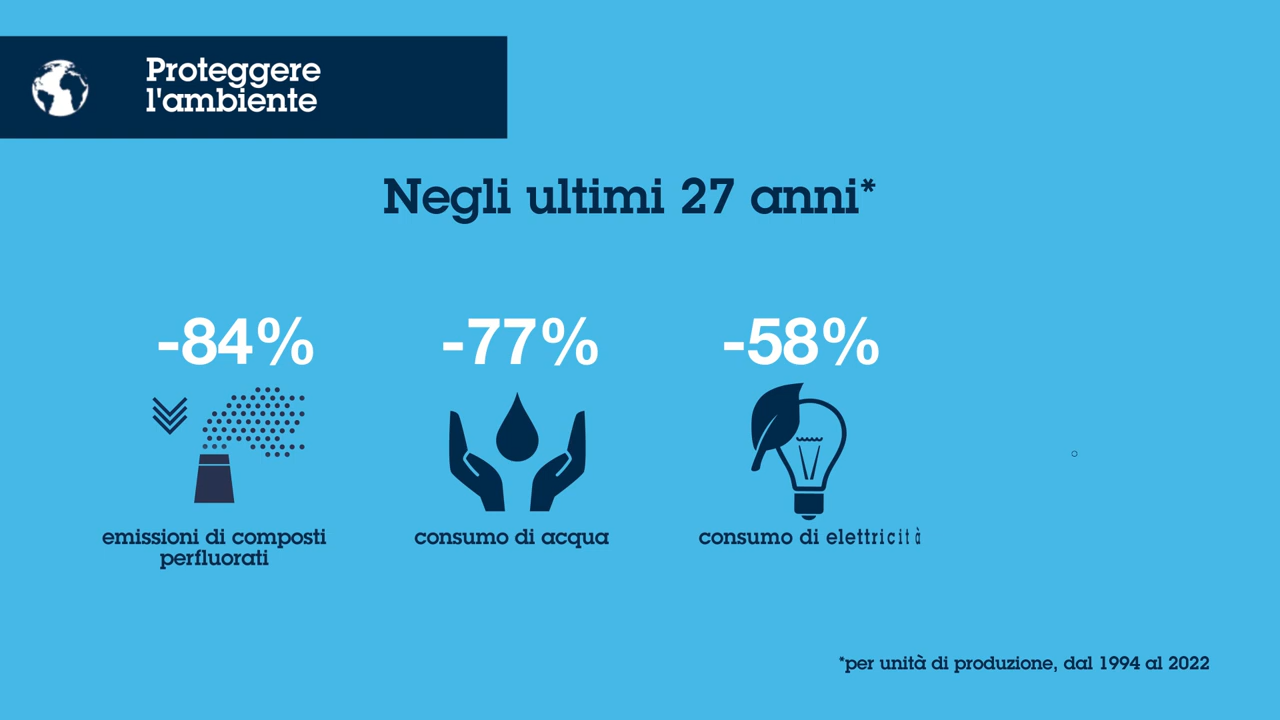 Proteggere
l'ambiente
Negli ultimi 27 anni*
-84% -77% -58%
emissioni di composti
perfluorati
consumo di acqua
consumo di elettricità
*per unità di produzione, dal 1994 al 2022